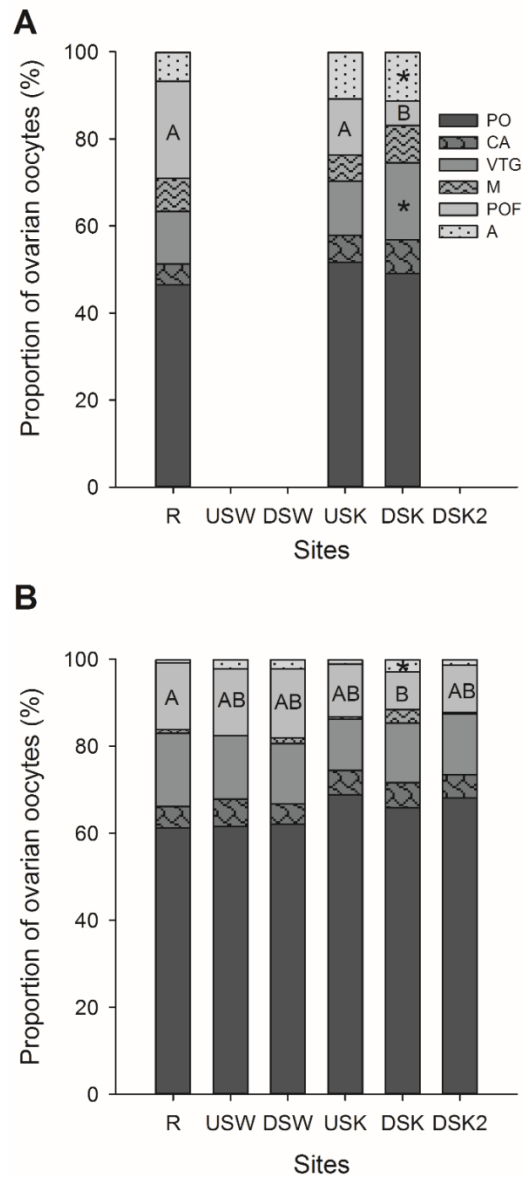 A
Proportion of ovarian oocytes (%)
100
80
60
40
20
0
A
A
*
B
*
PO
CA
VTG
M
POF
A
R USW DSW USK DSK DSK2
Sites
B
Proportion of ovarian oocytes (%)
100
80
60
40
20
0
A
AB
AB
AB
*
B
AB
R USW DSW USK DSK DSK2
Sites